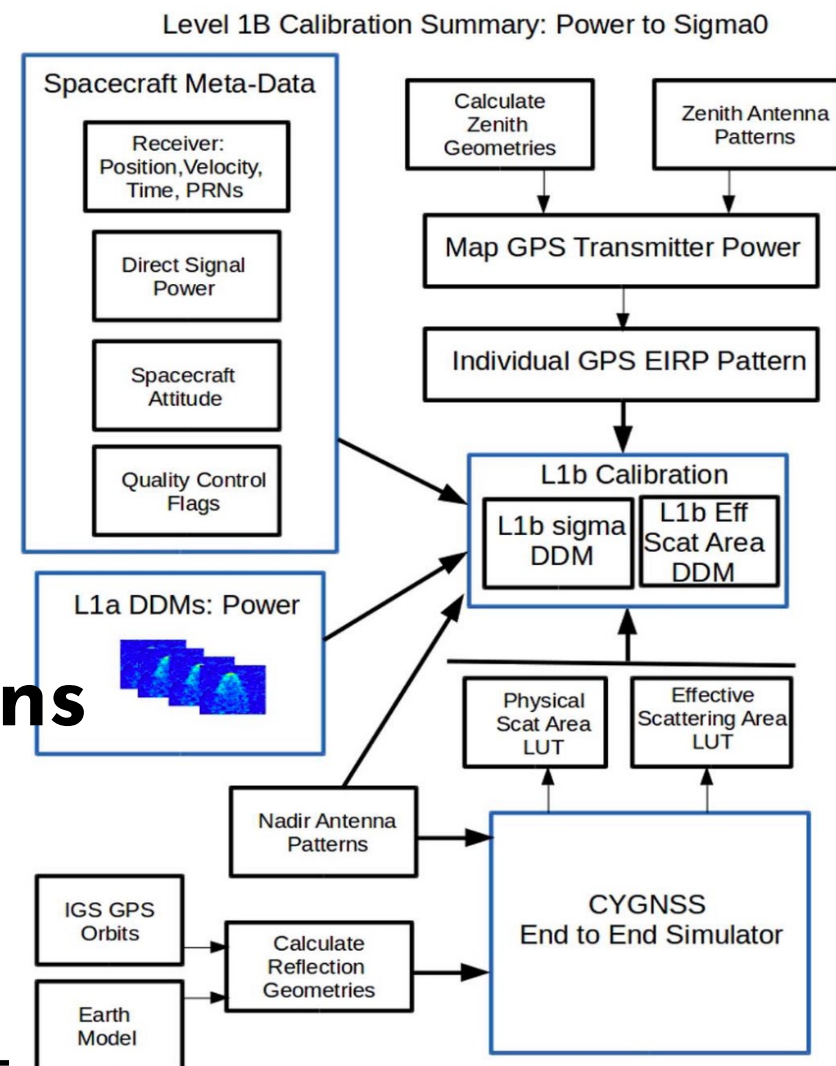 Level 1B Calibration Summary: Power to Sigma0
Spacecraft Meta-Data
Receiver:
Position,Velocity,
Time, PRNs
Direct Signal
Power
Spacecraft
Attitude
Quality Control
Flags
Calculate
Zenith
Geometries
Zenith Antenna
Patterns
Map GPS Transmitter Power
Individual GPS EIRP Pattern
L1b Calibration
L1b sigma
DDM
L1b Eff
Scat Area
DDM
L1a DDMs: Power
ns
Physical
Scat Area
LUT
Effective
Scattering Area
LUT
Nadir Antenna
Patterns
IGS GPS
Orbits
Earth
Model
Calculate
Reflection
Geometries
CYGNSS
End to End Simulator